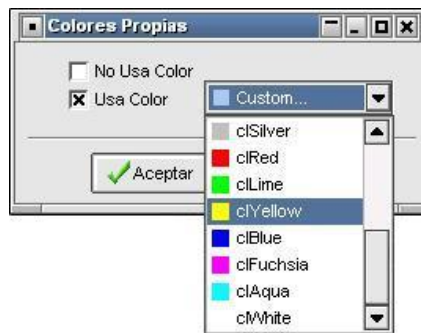 Colores Propias
No Usa Color
Usa Color
Custom...
clSilver
clRed
clLime
Aceptar
clYellow
clBlue
clFuchsia
clAqua
clWhite